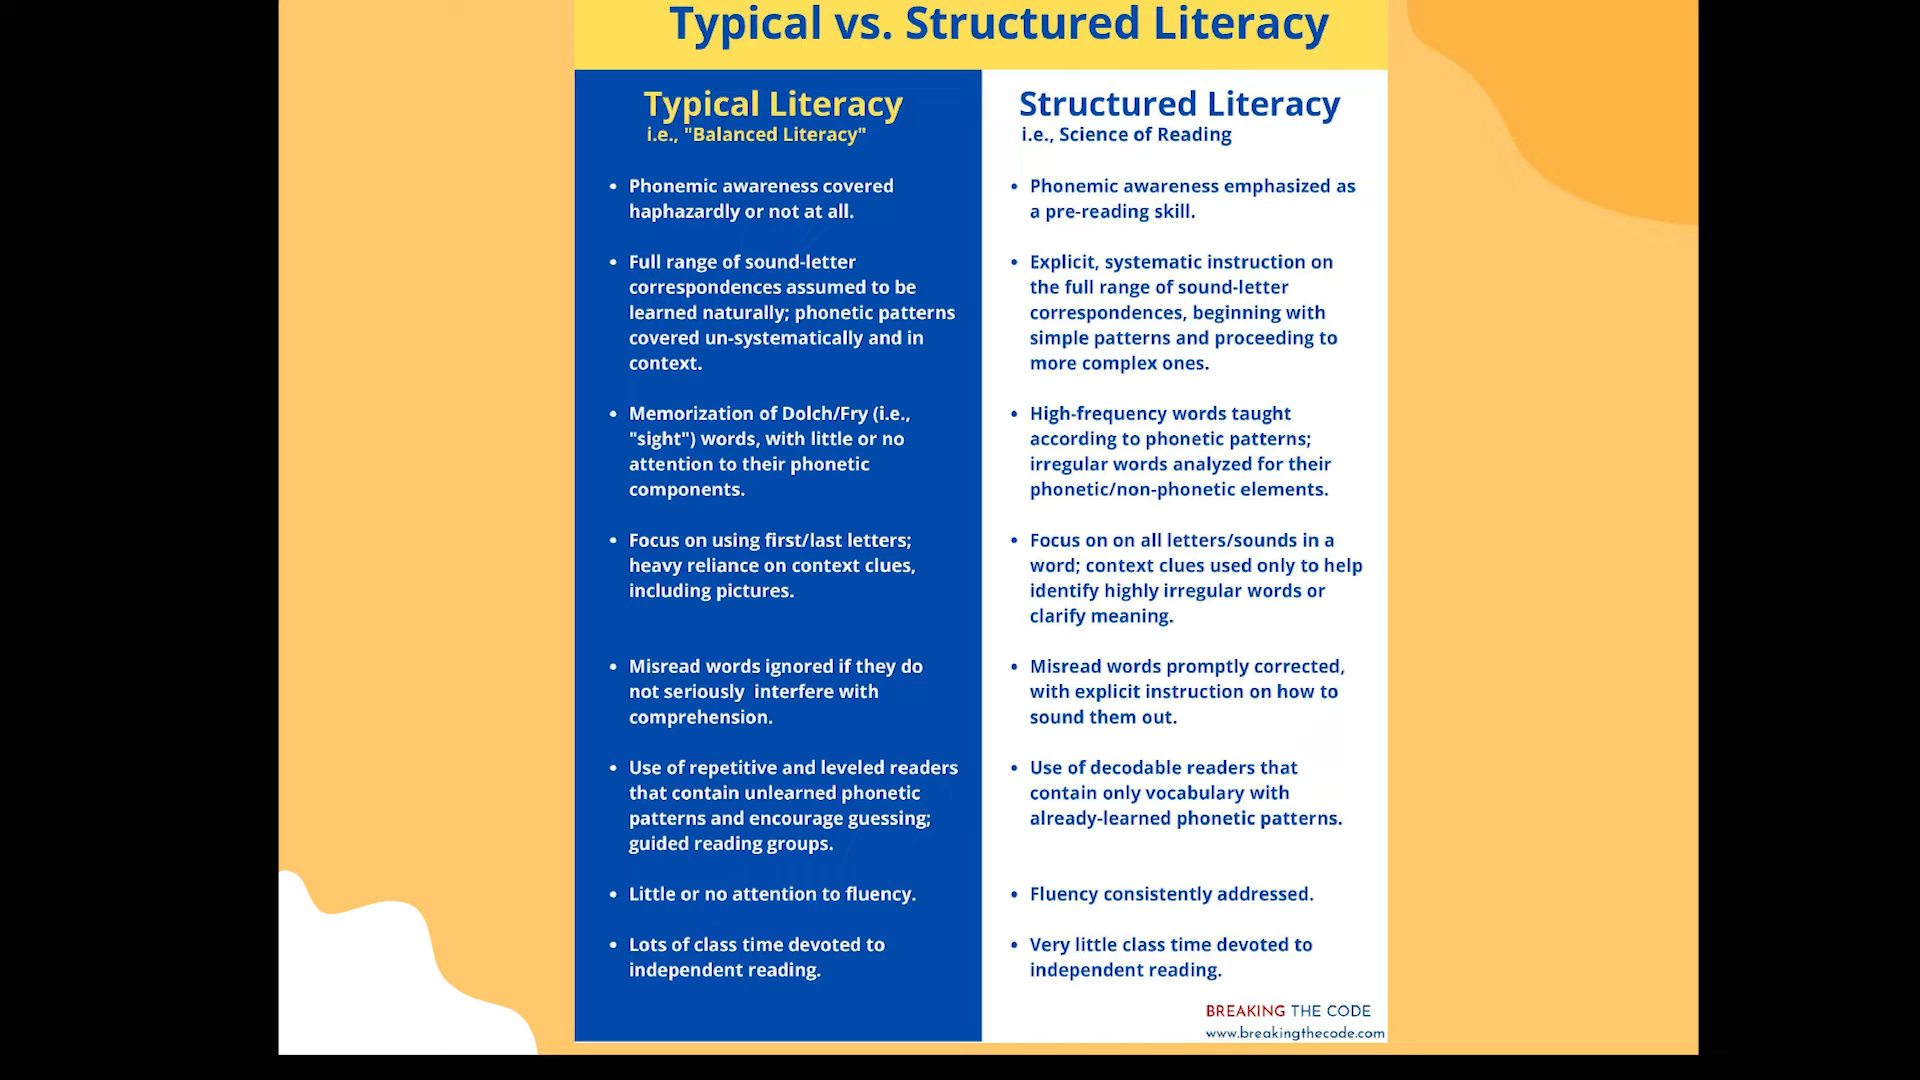 Typical vs. Structured Literacy
Typical Literacy
i.e., "Balanced Literacy"
• Phonemic awareness covered
haphazardly or not at all.
• Full range of sound-letter
correspondences assumed to be
learned naturally; phonetic patterns
covered un-systematically and in
context.
• Memorization of Dolch/Fry (i.e.,
"sight") words, with little or no
attention to their phonetic
components.
• Focus on using first/last letters;
heavy reliance on context clues,
including pictures.
• Misread words ignored if they do
not seriously interfere with
comprehension.
• Use of repetitive and leveled readers
that contain unlearned phonetic
patterns and encourage guessing;
guided reading groups.
• Little or no attention to fluency.
• Lots of class time devoted to
independent reading.
Structured Literacy
i.e., Science of Reading
• Phonemic awareness emphasized as
a pre-reading skill.
• Explicit, systematic instruction on
the full range of sound-letter
correspondences, beginning with
simple patterns and proceeding to
more complex ones.
• High-frequency words taught
according to phonetic patterns;
irregular words analyzed for their
phonetic/non-phonetic elements.
• Focus on on all letters/sounds in a
word; context clues used only to help
identify highly irregular words or
clarify meaning.
• Misread words promptly corrected,
with explicit instruction on how to
sound them out.
• Use of decodable readers that
contain only vocabulary with
already-learned phonetic patterns.
• Fluency consistently addressed.
• Very little class time devoted to
independent reading.
BREAKING THE CODE
www.breakingthecode.com